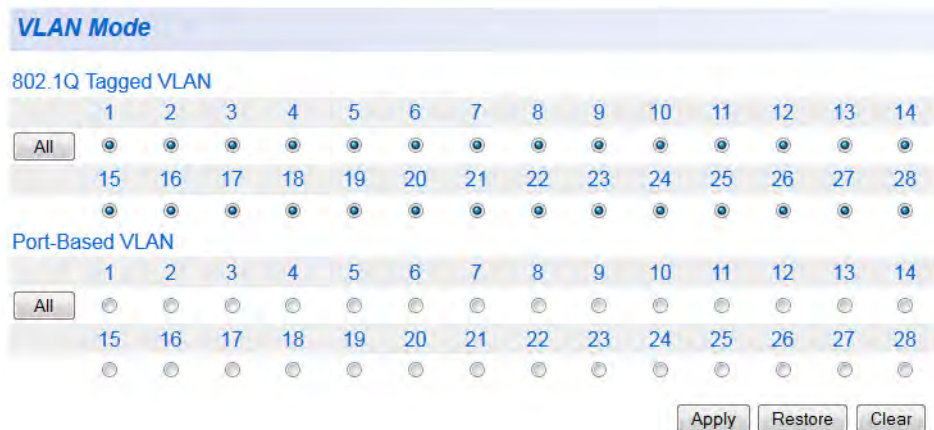 VLAN Mode
802.1Q Tagged VLAN
1 2 3 4 5 6 7 8 9 10 11 12 13 14
All
15 16 17 18 19 20 21 22 23 24 25 26 27 28
Port-Based VLAN
1 2 3 4 5 6 7 8 9 10 11 12 13 14
All
15 16 17 18 19 20 21 22 23 24 25 26 27 28
Apply Restore Clear